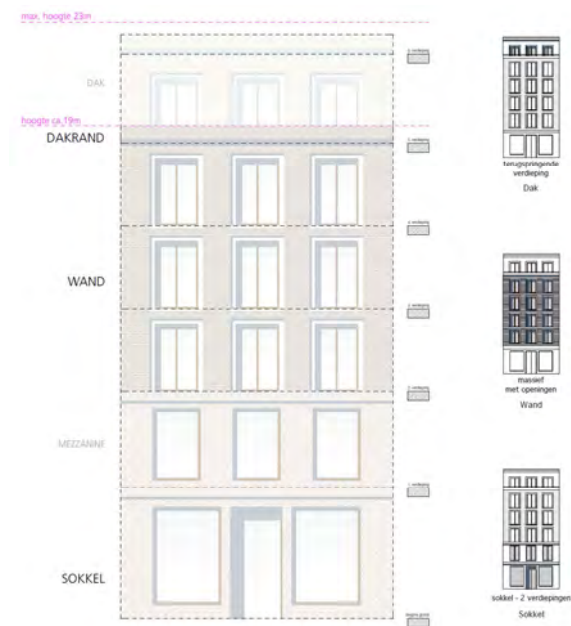 max. hoogte 23m
DAK
hoogte ca 19m
DAKRAND
WAND
MEZZANINE
SOKKEL
terugspringende
verdieping
Dak
massief
met openingen
Wand
sokkel - 2 verdiepingen
Sokkel